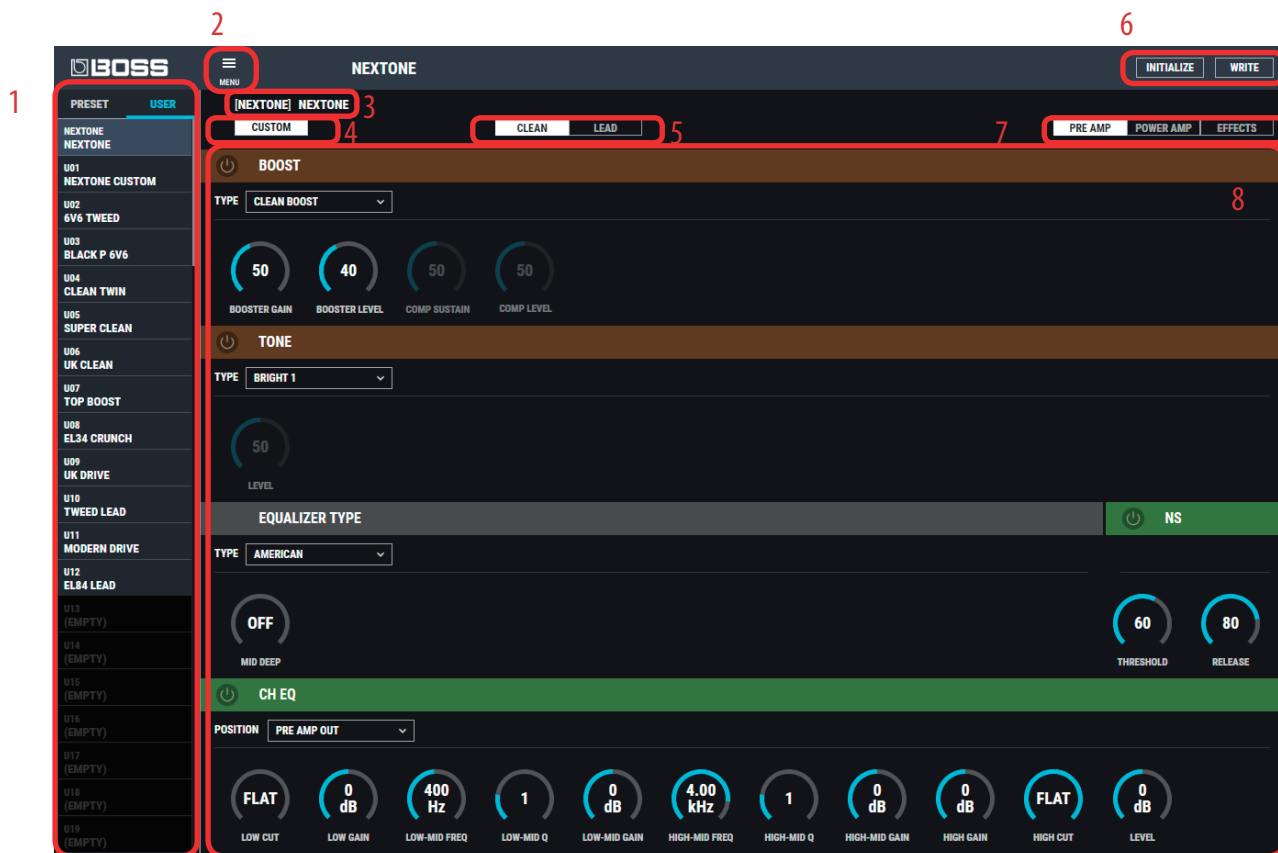 2 6
BOSS MENU NEXTONE INITIALIZE WRITE
1 PRESET USER [NEXTONE] NEXTONE 3
CUSTOM 4 CLEAN LEAD 5 7 PRE AMP POWER AMP EFFECTS
NEXTONE
NEXTONE
U01
NEXTONE CUSTOM
U02
6V6 TWEED
U03
BLACK P 6V6
U04
CLEAN TWIN
U05
SUPER CLEAN
U06
UK CLEAN
U07
TOP BOOST
U08
EL34 CRUNCH
U09
UK DRIVE
U10
TWEED LEAD
U11
MODERN DRIVE
U12
EL84 LEAD
U13
(EMPTY)
U14
(EMPTY)
U15
(EMPTY)
U16
(EMPTY)
U17
(EMPTY)
U18
(EMPTY)
U19
(EMPTY)
BOOST
TYPE CLEAN BOOST 8
50 40 50 50
BOOSTER GAIN BOOSTER LEVEL COMP SUSTAIN COMP LEVEL
TONE
TYPE BRIGHT 1
50
LEVEL
EQUALIZER TYPE NS
TYPE AMERICAN
OFF 60 80
MID DEEP THRESHOLD RELEASE
CH EQ
POSITION PRE AMP OUT
FLAT 0 dB 400 Hz 1 0 dB 4.00 kHz 1 0 dB 0 dB FLAT 0 dB
LOW CUT LOW GAIN LOW-MID FREQ LOW-MID Q LOW-MID GAIN HIGH-MID FREQ HIGH-MID Q HIGH-MID GAIN HIGH GAIN HIGH CUT LEVEL